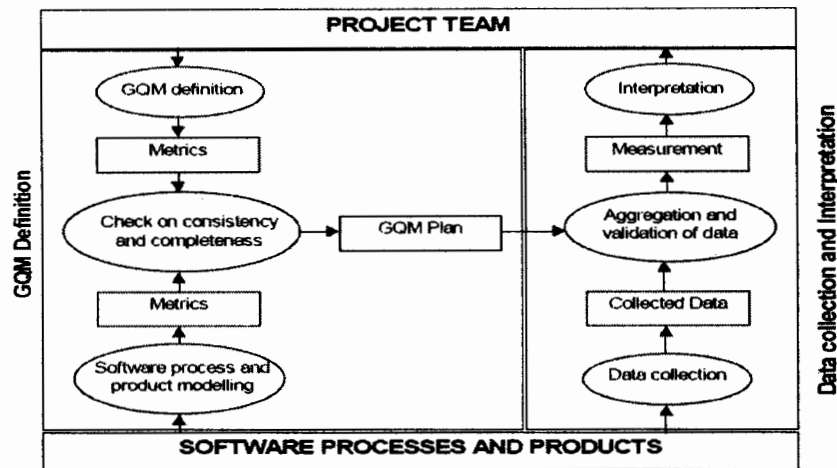 PROJECT TEAM
GQM definition
Metrics
Check on consistency
and completeness
Metrics
Software process and
product modelling
GQM Plan
Interpretation
Measurement
Aggregation and
validation of data
Collected Data
Data collection
SOFTWARE PROCESSES AND PRODUCTS
GQM Definition
Data collection and Interpretation